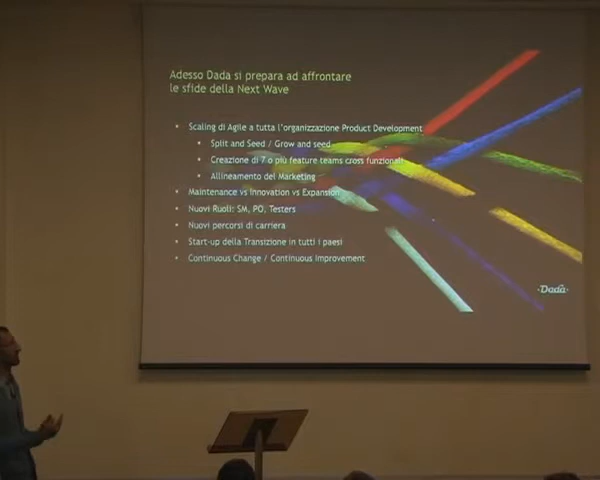 Adesso Dada si prepara ad affrontare
le sfide della Next Wave
• Scaling di Agile a tutta l'organizzazione Product Development
• Split and Seed / Grow and seed
• Creazione di 7 o più feature teams cross funzionali
• Allineamento del Marketing
• Maintenance vs Innovation vs Expansion
• Nuovi Ruoli: SM, PO, Testers
• Nuovi percorsi di carriera
• Start-up della Transizione in tutti i paesi
• Continuous Change / Continuous Improvement
·Dada·